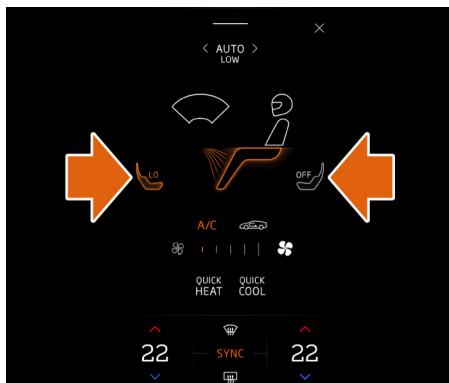 AUTO
LOW
LO
OFF
A/C
QUICK HEAT
QUICK COOL
22
SYNC
22